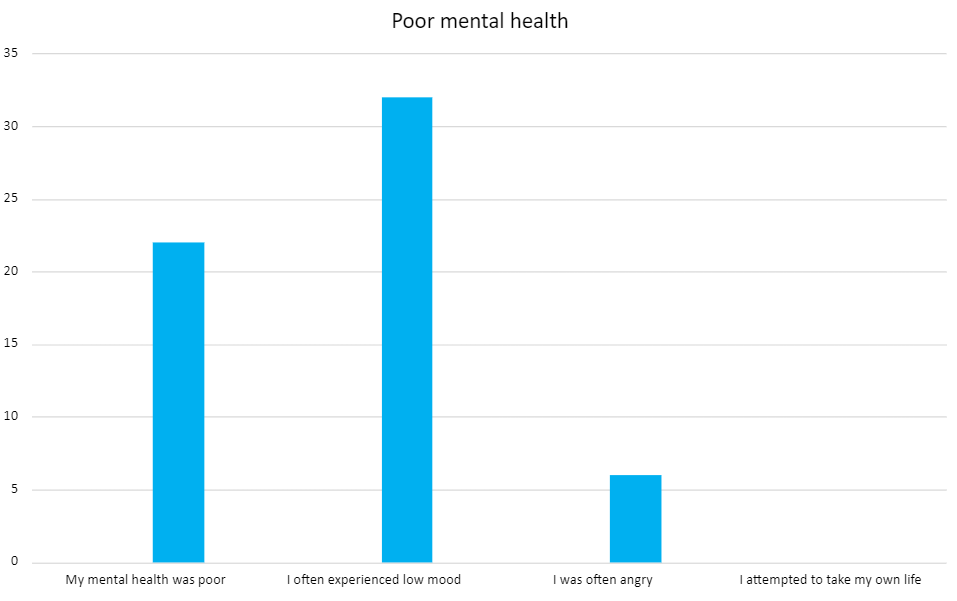 Poor mental health
35
30
25
20
15
10
5
0
My mental health was poor
I often experienced low mood
I was often angry
I attempted to take my own life